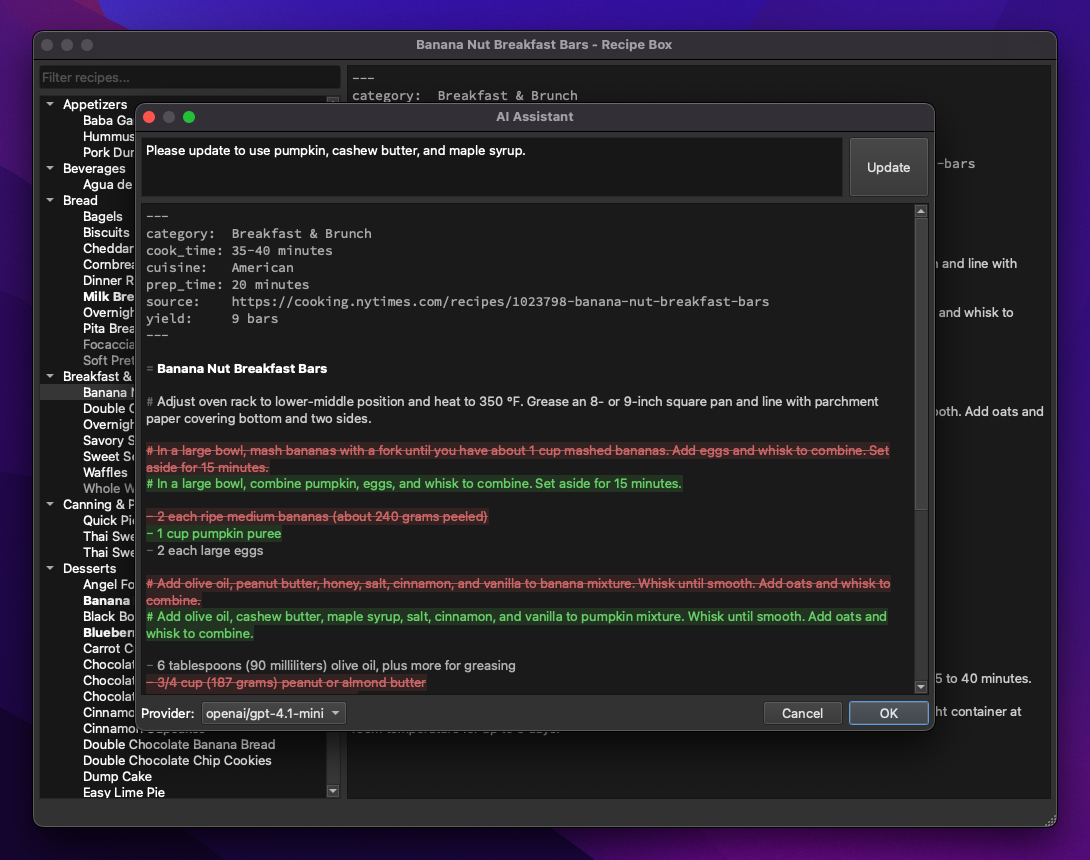 Banana Nut Breakfast Bars - Recipe Box
Filter recipes...
Appetizers
Baba Ga
Hummus
Pork Dur
Beverages
Agua de
Bread
Bagels
Biscuits
Cheddar
Cornbrea
Dinner R
Milk Bre
Overnigh
Pita Brea
Focaccia
Soft Pret
Breakfast &
Banana N
Double C
Overnigh
Savory S
Sweet Se
Waffles
Whole W
Canning & P
Quick Pic
Thai Swe
Thai Swe
Desserts
Angel Fo
Banana
Black Bo
Blueberr
Carrot C
Chocolat
Chocolat
Chocolat
Cinnamo
Cinnamon Cupcakes
Double Chocolate Banana Bread
Double Chocolate Chip Cookies
Dump Cake
Easy Lime Pie
---
category: Breakfast & Brunch
-bars
and line with
and whisk to
oth. Add oats and
5 to 40 minutes.
ht container at
AI Assistant
Please update to use pumpkin, cashew butter, and maple syrup.
Update
---
category: Breakfast & Brunch
cook_time: 35-40 minutes
cuisine: American
prep_time: 20 minutes
source: https://cooking.nytimes.com/recipes/1023798-banana-nut-breakfast-bars
yield: 9 bars
---
= Banana Nut Breakfast Bars
# Adjust oven rack to lower-middle position and heat to 350 °F. Grease an 8- or 9-inch square pan and line with parchment
paper covering bottom and two sides.
# In a large bowl, mash bananas with a fork until you have about 1 cup mashed bananas. Add eggs and whisk to combine. Set
aside for 15 minutes.
# In a large bowl, combine pumpkin, eggs, and whisk to combine. Set aside for 15 minutes.
- 2 each ripe medium bananas (about 240 grams peeled)
- 1 cup pumpkin puree
- 2 each large eggs
# Add olive oil, peanut butter, honey, salt, cinnamon, and vanilla to banana mixture. Whisk until smooth. Add oats and whisk to
combine.
# Add olive oil, cashew butter, maple syrup, salt, cinnamon, and vanilla to pumpkin mixture. Whisk until smooth. Add oats and
whisk to combine.
- 6 tablespoons (90 milliliters) olive oil, plus more for greasing
- 3/4 cup (187 grams) peanut or almond butter
Provider: openai/gpt-4.1-mini
Cancel
OK